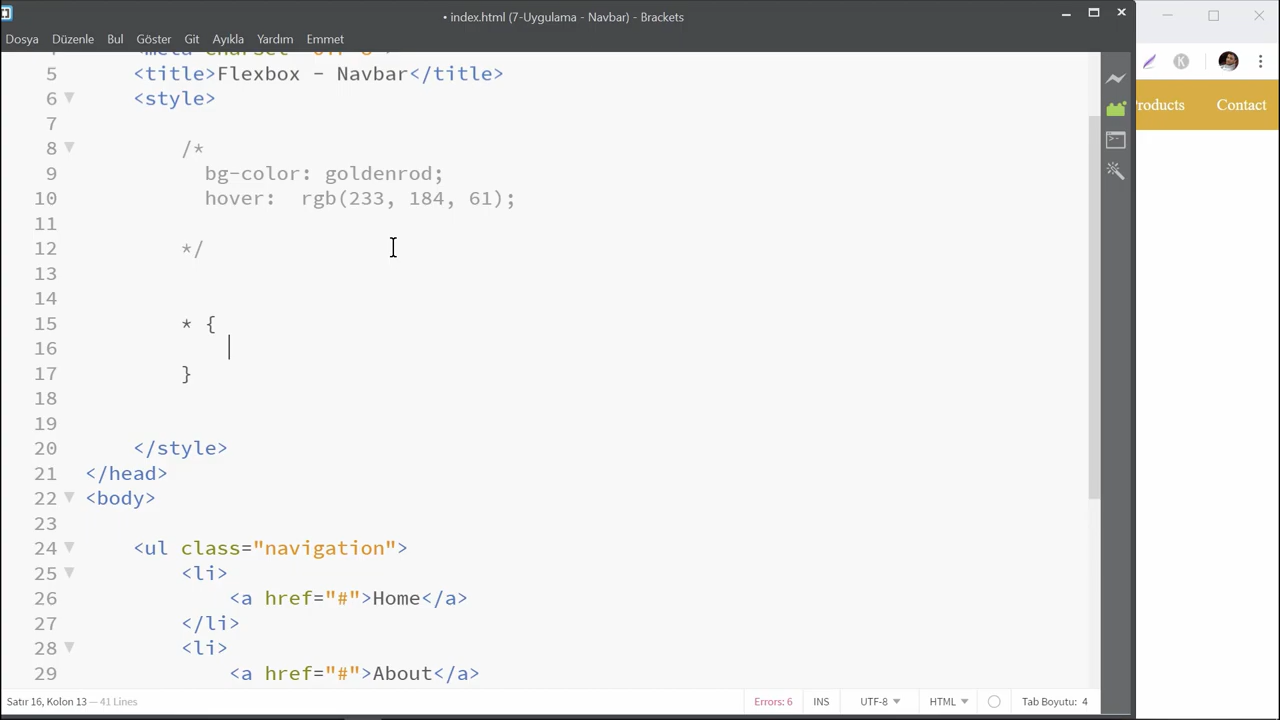 • index.html (7-Uygulama - Navbar) - Brackets
Dosya Düzenle Bul Göster Git Ayıkla Yardım Emmet
5 <title>Flexbox - Navbar</title>
6 <style>
7
8 /*
9 bg-color: goldenrod;
10 hover: rgb(233, 184, 61);
11
12 */
13
14
15 * {
16
17 }
18
19
20 </style>
21 </head>
22 <body>
23
24 <ul class="navigation">
25 <li>
26 <a href="#">Home</a>
27 </li>
28 <li>
29 <a href="#">About</a>
Satır 16, Kolon 13 — 41 Lines
Errors: 6 INS UTF-8 HTML Tab Boyutu: 4
K
roducts Contact